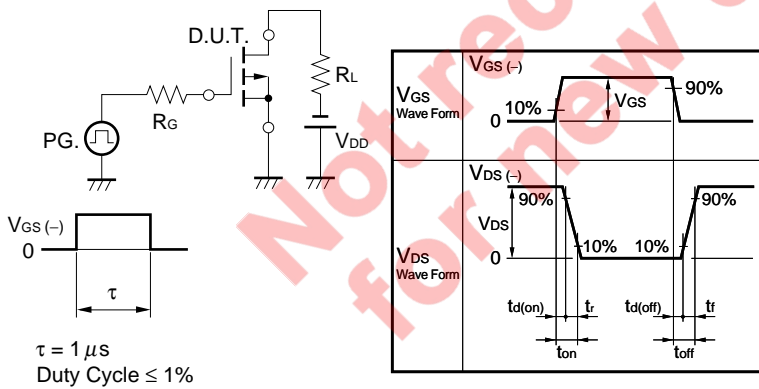 D.U.T.
RL
RG
PG.
VDD
VGS (−)
0
τ
τ = 1 μs
Duty Cycle ≤ 1%
VGS
Wave Form
VGS (−)
10%
VGS
90%
0
VDS
Wave Form
VDS (−)
90%
VDS
10%
10%
90%
0
td(on)
tr
td(off)
tf
ton
toff
Not rec
for new